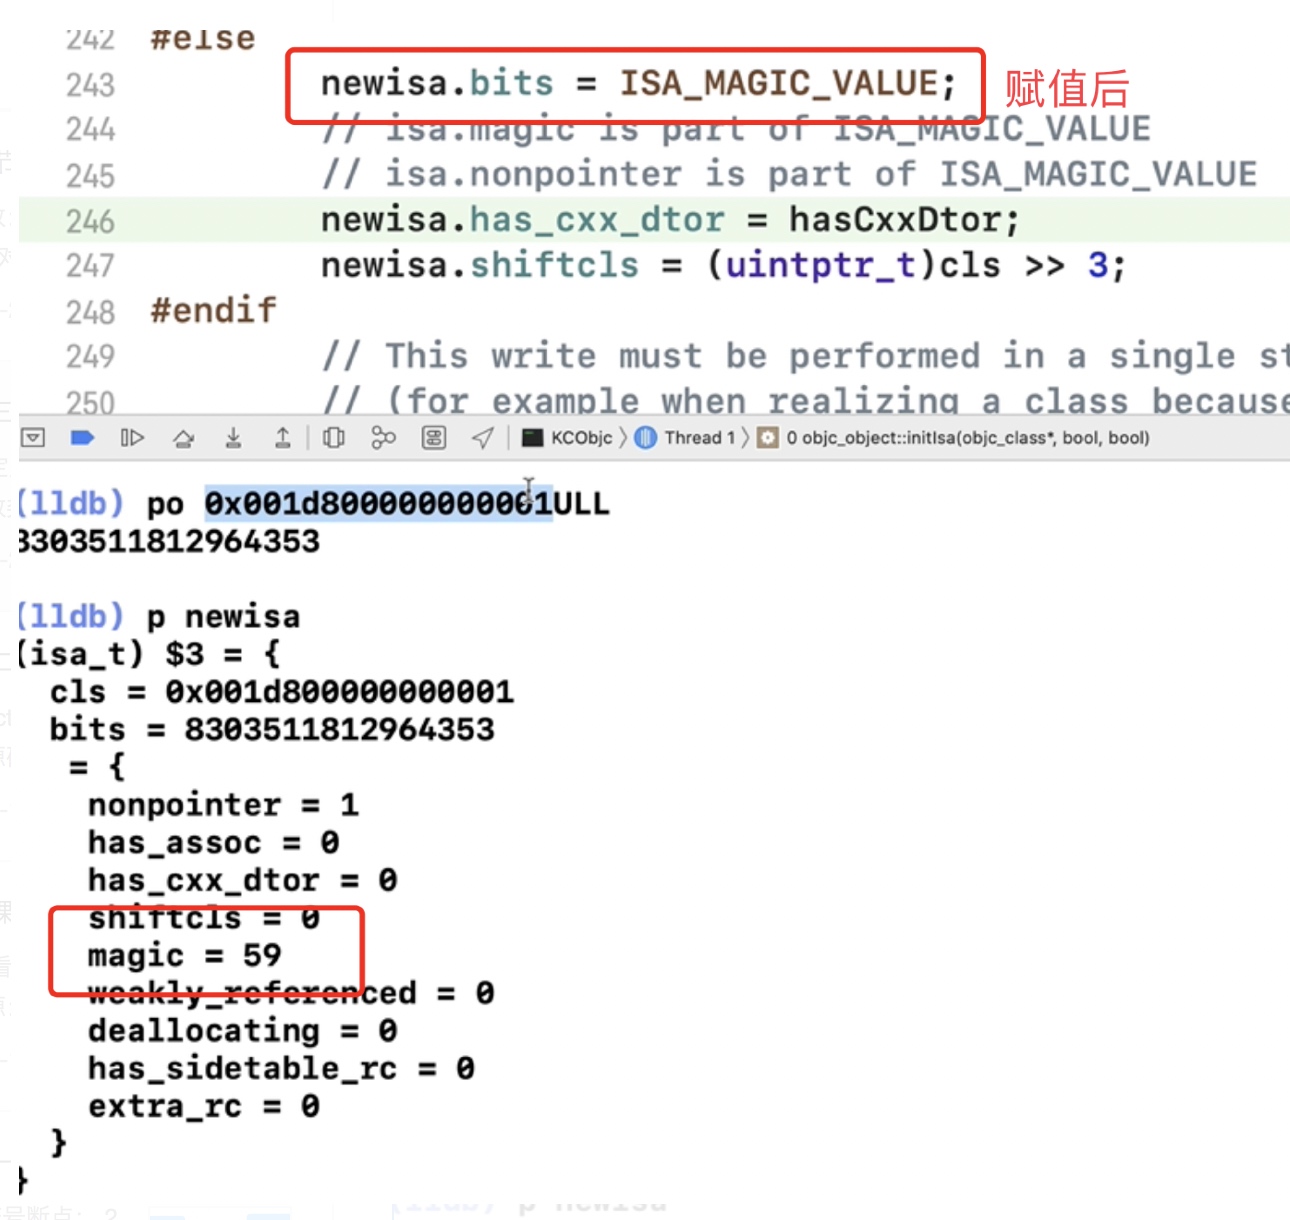 242 #else
243 newisa.bits = ISA_MAGIC_VALUE; 赋值后
244 // isa.magic is part of ISA_MAGIC_VALUE
245 // isa.nonpointer is part of ISA_MAGIC_VALUE
246 newisa.has_cxx_dtor = hasCxxDtor;
247 newisa.shiftcls = (uintptr_t)cls >> 3;
248 #endif
249 // This write must be performed in a single st
250 // (for example when realizing a class because
KCObjc 〉 Thread 1 〉 0 objc_object::initIsa(objc_class*, bool, bool)
(lldb) po 0x001d800000000001ULL
8303511812964353
(lldb) p newisa
(isa_t) $3 = {
cls = 0x001d800000000001
bits = 8303511812964353
= {
nonpointer = 1
has_assoc = 0
has_cxx_dtor = 0
shiftcls = 0
magic = 59
weakly_referenced = 0
deallocating = 0
has_sidetable_rc = 0
extra_rc = 0
}
}
(lldb) p newisa